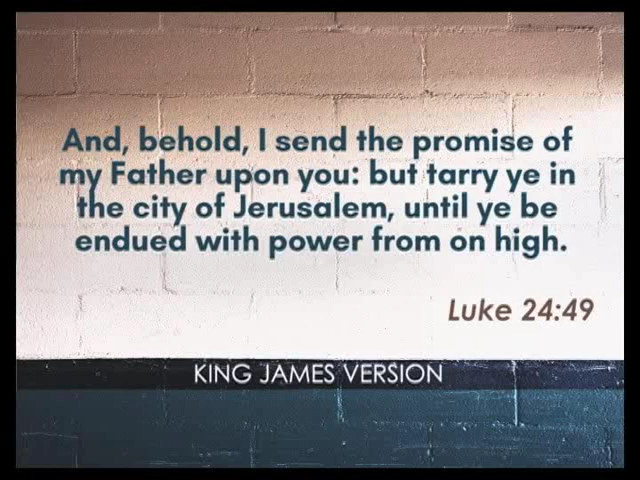 And, behold, I send the promise of
my Father upon you: but tarry ye in
the city of Jerusalem, until ye be
endued with power from on high.
Luke 24:49
KING JAMES VERSION